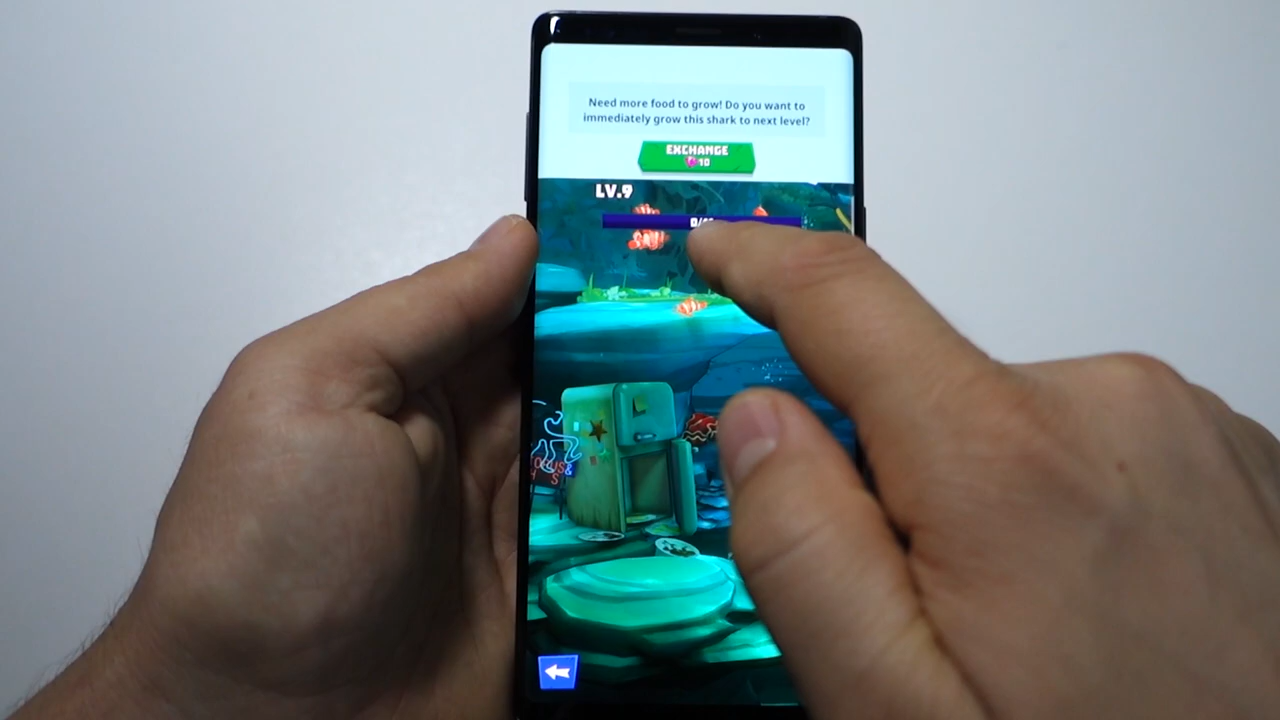 Need more food to grow! Do you want to
immediately grow this shark to next level?
EXCHANGE
10
LV.9